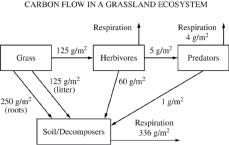 CARBON FLOW IN A GRASSLAND ECOSYSTEM
Respiration
Respiration
4 g/m²
Grass
125 g/m²
Herbivores
5 g/m²
Predators
125 g/m²
(litter)
60 g/m²
250 g/m²
(roots)
1 g/m²
Soil/Decomposers
Respiration
336 g/m²